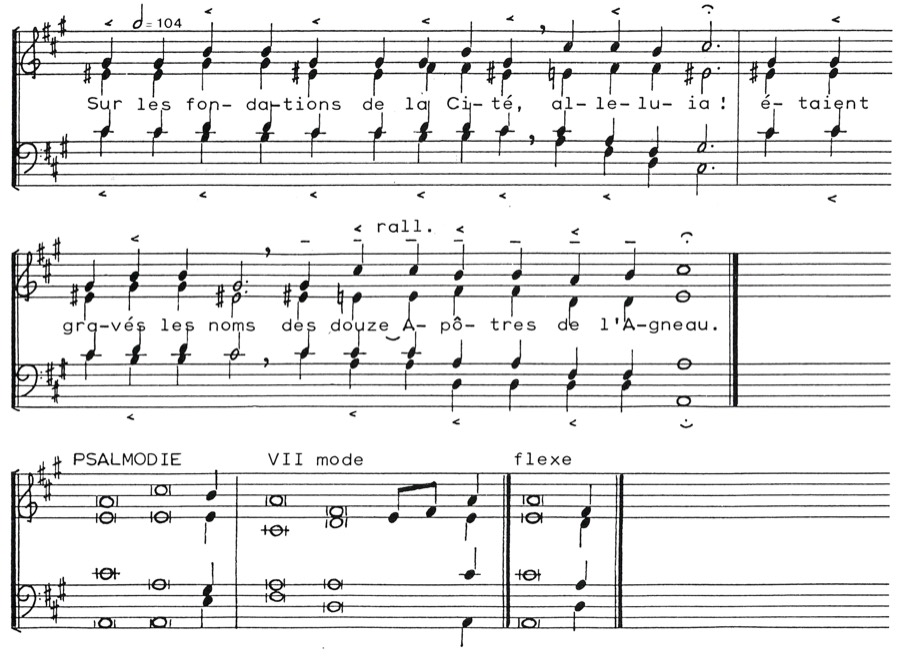 = 104
Sur les fon- da-tions de la Ci-té, al-le-lu- ia! é- taient
rall.
gra-vés les noms des douze A- pô- tres de l'A-gneau.
PSALMODIE VII mode flexe